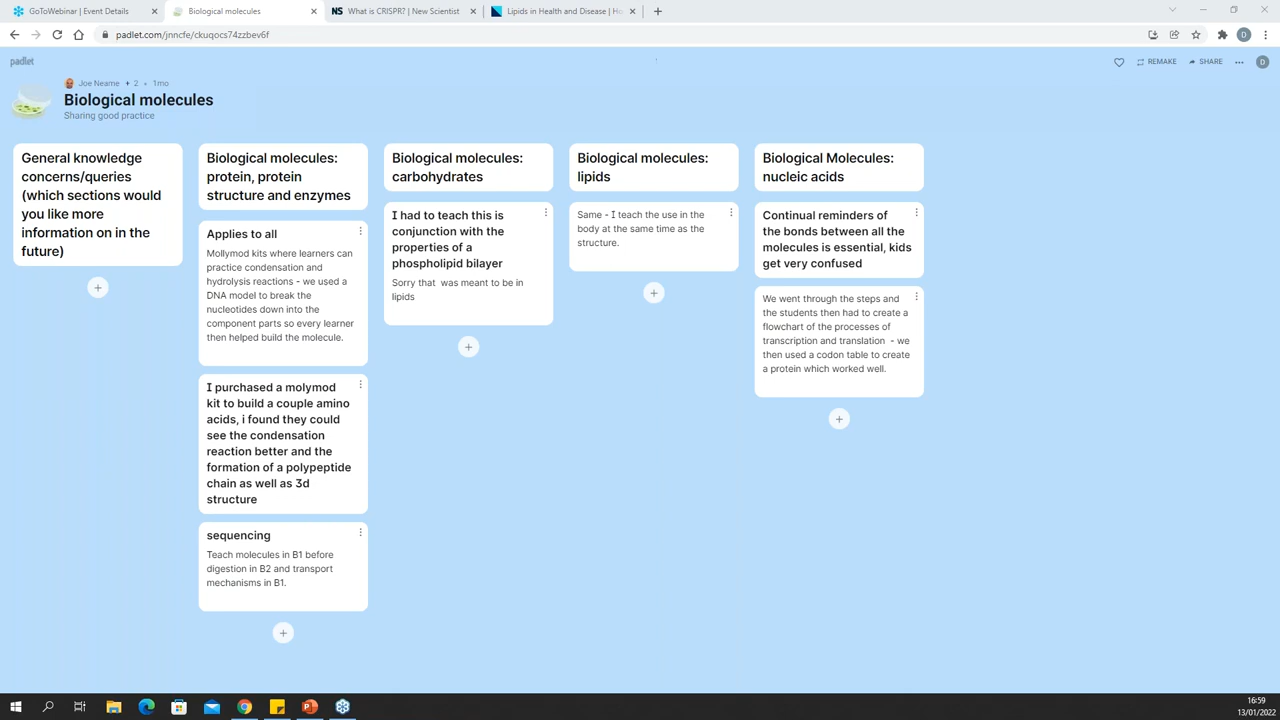 GoToWebinar | Event Details
Biological molecules
NS What is CRISPR? | New Scientist
Lipids in Health and Disease | Ho
padlet.com/jnncfe/ckuqocs74zzbev6f
D
padlet
REMAKE
SHARE
D
Joe Neame + 2 • 1mo
Biological molecules
Sharing good practice
General knowledge
concerns/queries
(which sections would
you like more
information on in the
future)
Biological molecules:
protein, protein
structure and enzymes
Applies to all
Mollymod kits where learners can
practice condensation and
hydrolysis reactions - we used a
DNA model to break the
nucleotides down into the
component parts so every learner
then helped build the molecule.
I purchased a molymod
kit to build a couple amino
acids, i found they could
see the condensation
reaction better and the
formation of a polypeptide
chain as well as 3d
structure
sequencing
Teach molecules in B1 before
digestion in B2 and transport
mechanisms in B1.
Biological molecules:
carbohydrates
I had to teach this is
conjunction with the
properties of a
phospholipid bilayer
Sorry that was meant to be in
lipids
Biological molecules:
lipids
Same - I teach the use in the
body at the same time as the
structure.
Biological Molecules:
nucleic acids
Continual reminders of
the bonds between all the
molecules is essential, kids
get very confused
We went through the steps and
the students then had to create a
flowchart of the processes of
transcription and translation - we
then used a codon table to create
a protein which worked well.
16:59
13/01/2022